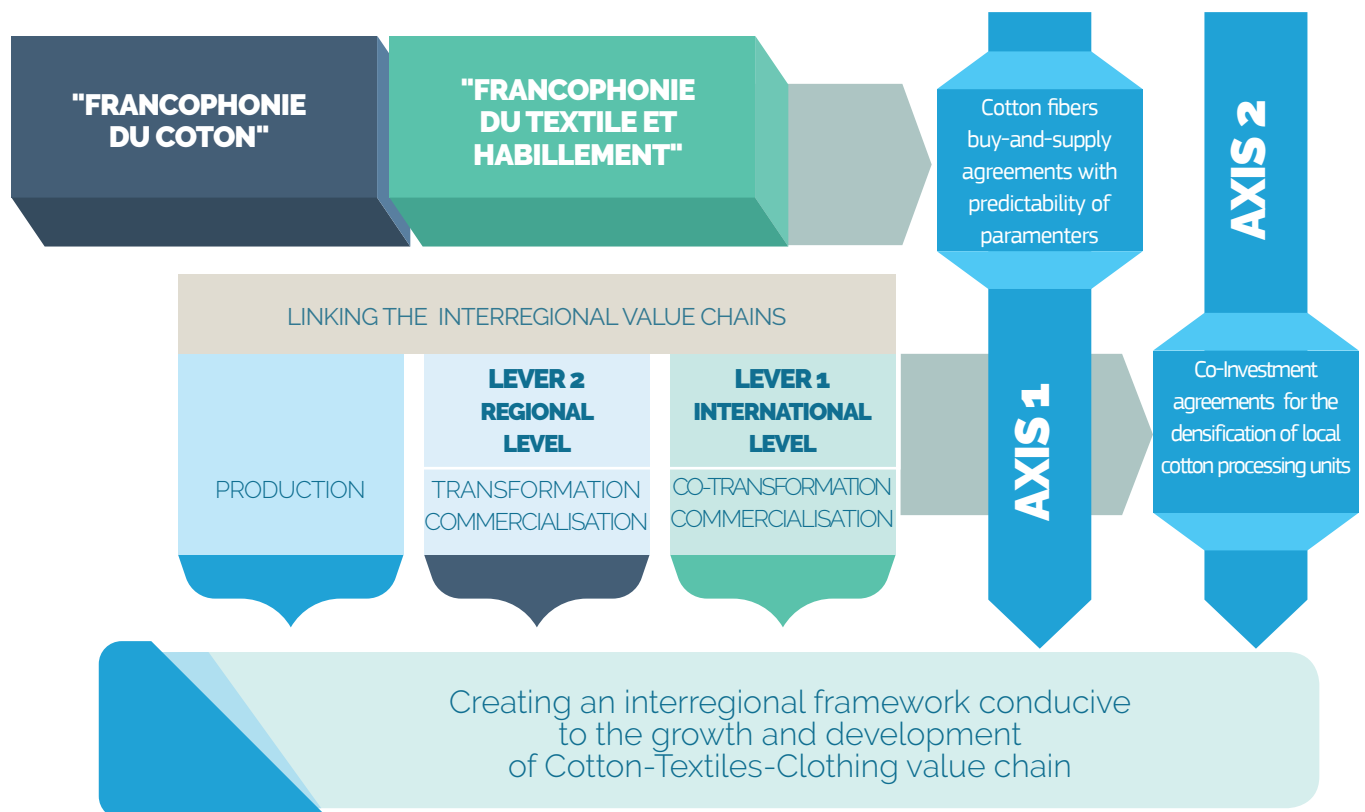 "FRANCOPHONIE
DU COTON"
"FRANCOPHONIE
DU TEXTILE ET
HABILLEMENT"
Cotton fibers
buy-and-supply
agreements with
predictability of
paramenters
AXIS 2
LINKING THE INTERREGIONAL VALUE CHAINS
PRODUCTION
LEVER 2
REGIONAL
LEVEL
TRANSFORMATION
COMMERCIALISATION
LEVER 1
INTERNATIONAL
LEVEL
CO-TRANSFORMATION
COMMERCIALISATION
AXIS 1
Co-Investment
agreements for the
densification of local
cotton processing units
Creating an interregional framework conducive
to the growth and development
of Cotton-Textiles-Clothing value chain